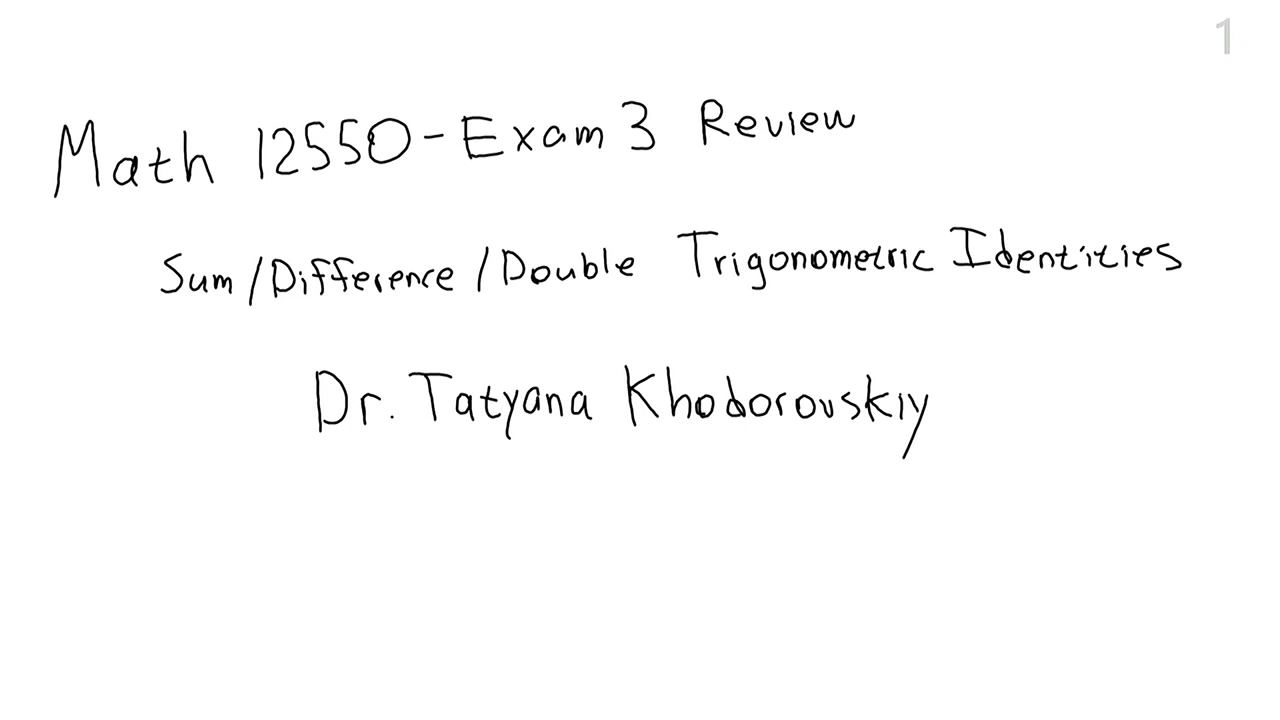 1
Math 12550-Exam 3 Review
Sum/Difference/Double Trigonometric Identities
Dr. Tatyana Khodorovskiy